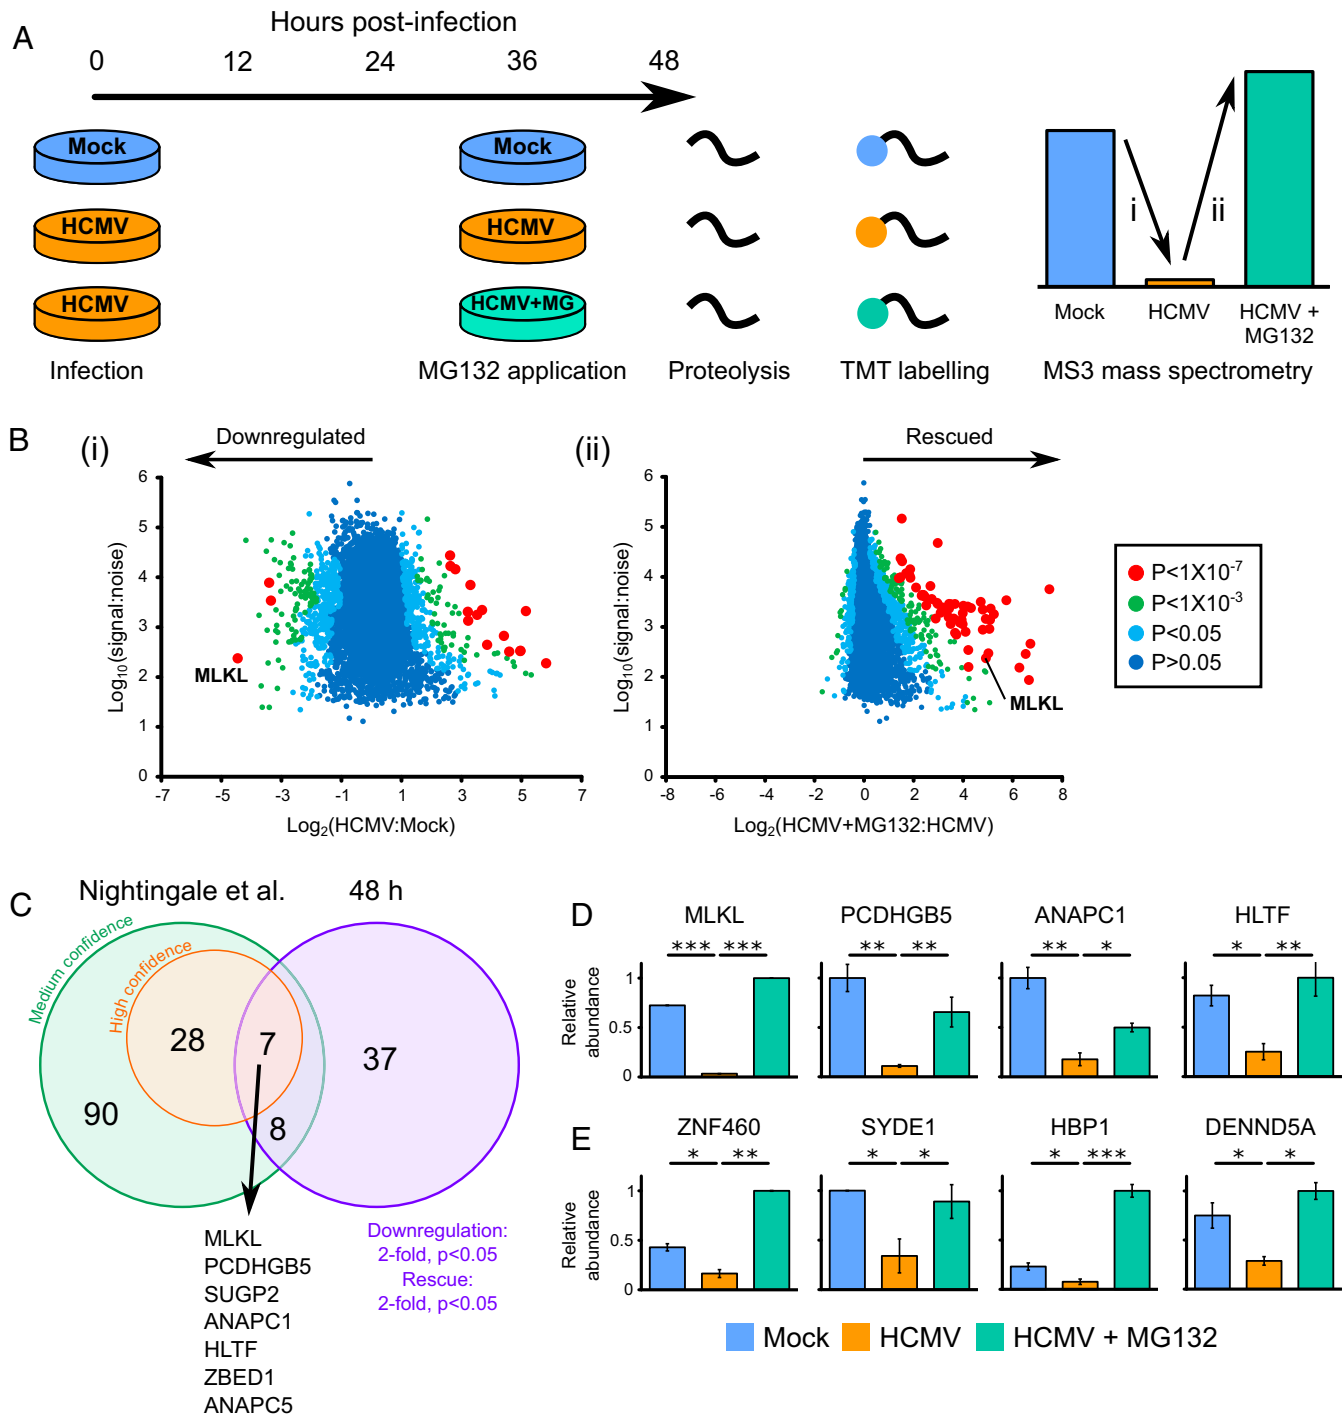 A
Hours post-infection
0 12 24 36 48
Mock Mock
HCMV HCMV
HCMV HCMV+MG
i ii
Mock HCMV HCMV + MG132
Infection MG132 application Proteolysis TMT labelling MS3 mass spectrometry
B
(i) Downregulated
Log10(signal:noise)
6
5
4
3
2
1
0
MLKL
-7 -5 -3 -1 1 3 5 7
Log2(HCMV:Mock)
(ii) Rescued
Log10(signal:noise)
6
5
4
3
2
1
0
MLKL
-8 -6 -4 -2 0 2 4 6 8
Log2(HCMV+MG132:HCMV)
P<1X10-7
P<1X10-3
P<0.05
P>0.05
C
Nightingale et al. 48 h
Medium confidence
High confidence
28 7 37
90 8
MLKL
PCDHGB5
SUGP2
ANAPC1
HLTF
ZBED1
ANAPC5
Downregulation:
2-fold, p<0.05
Rescue:
2-fold, p<0.05
D
MLKL PCDHGB5 ANAPC1 HLTF
*** *** ** ** ** * * **
Relative abundance
1
0.5
0
E
ZNF460 SYDE1 HBP1 DENND5A
* ** * * * *** * *
Relative abundance
1
0.5
0
Mock HCMV HCMV + MG132